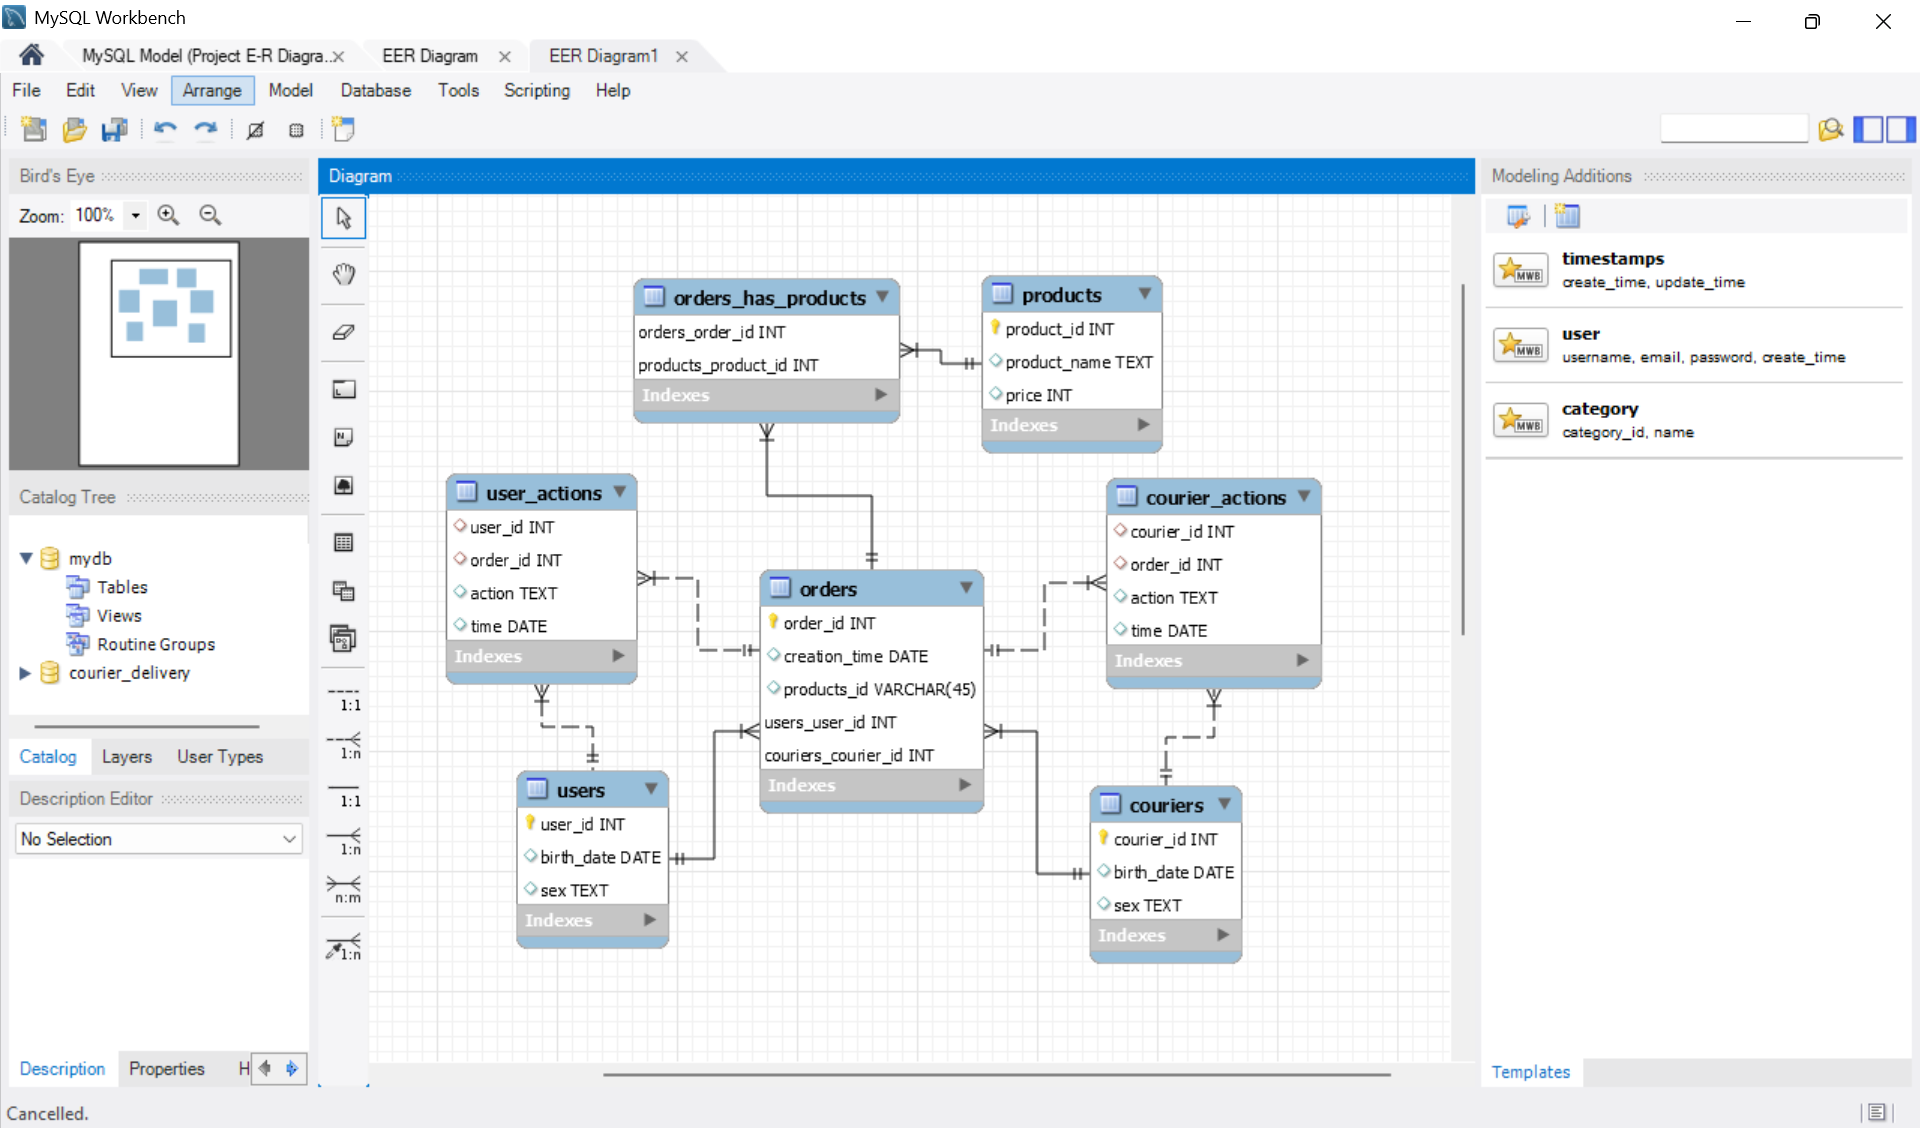 MySQL Workbench
MySQL Model (Project E-R Diagra..
EER Diagram
EER Diagram1
File Edit View Arrange Model Database Tools Scripting Help
Bird's Eye
Zoom: 100%
Catalog Tree
mydb
Tables
Views
Routine Groups
courier_delivery
Catalog Layers User Types
Description Editor
No Selection
Description Properties H
Cancelled.
Diagram
1:1
1:n
1:1
1:n
n:m
1:n
orders_has_products
orders_order_id INT
products_product_id INT
Indexes
products
product_id INT
product_name TEXT
price INT
Indexes
user_actions
user_id INT
order_id INT
action TEXT
time DATE
Indexes
orders
order_id INT
creation_time DATE
products_id VARCHAR(45)
users_user_id INT
couriers_courier_id INT
Indexes
courier_actions
courier_id INT
order_id INT
action TEXT
time DATE
Indexes
users
user_id INT
birth_date DATE
sex TEXT
Indexes
couriers
courier_id INT
birth_date DATE
sex TEXT
Indexes
Modeling Additions
MWB
timestamps
create_time, update_time
MWB
user
username, email, password, create_time
MWB
category
category_id, name
Templates